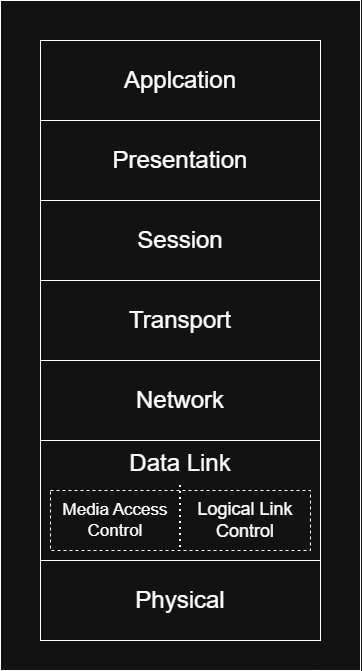 Applcation
Presentation
Session
Transport
Network
Data Link
Media Access
Control
Logical Link
Control
Physical